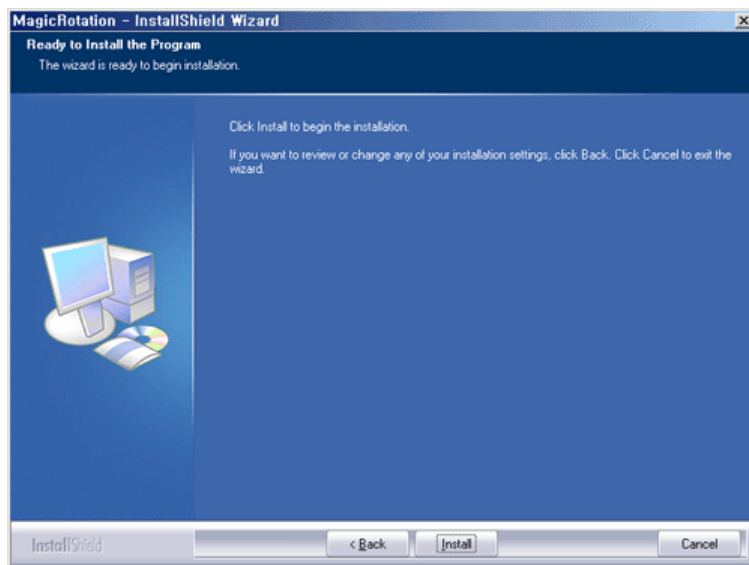 MagicRotation - InstallShield Wizard
Ready to Install the Program
The wizard is ready to begin installation.
Click Install to begin the installation.
If you want to review or change any of your installation settings, click Back. Click Cancel to exit the
wizard.
InstallShield
< Back
Install
Cancel